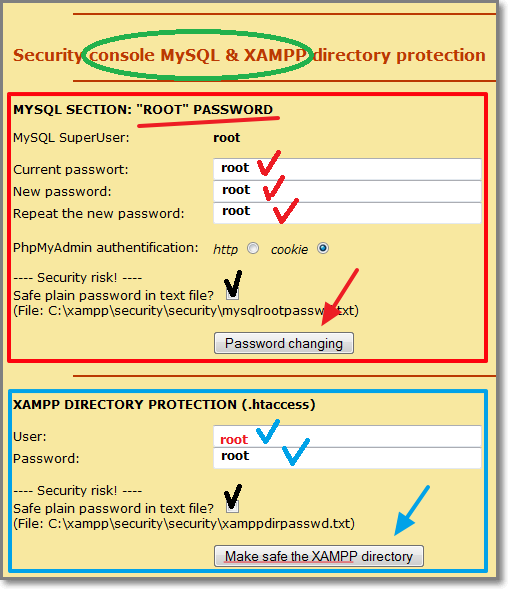 Security console MySQL & XAMPP directory protection
MYSQL SECTION: "ROOT" PASSWORD
MySQL SuperUser: root
Current passwort: root
New password: root
Repeat the new password: root
PhpMyAdmin authentification: http cookie
---- Security risk! ----
Safe plain password in text file?
(File: C:\xampp\security\security\mysqlrootpasswd.txt)
Password changing
XAMPP DIRECTORY PROTECTION (.htaccess)
User: root
Password: root
---- Security risk! ----
Safe plain password in text file?
(File: C:\xampp\security\security\xamppdirpasswd.txt)
Make safe the XAMPP directory